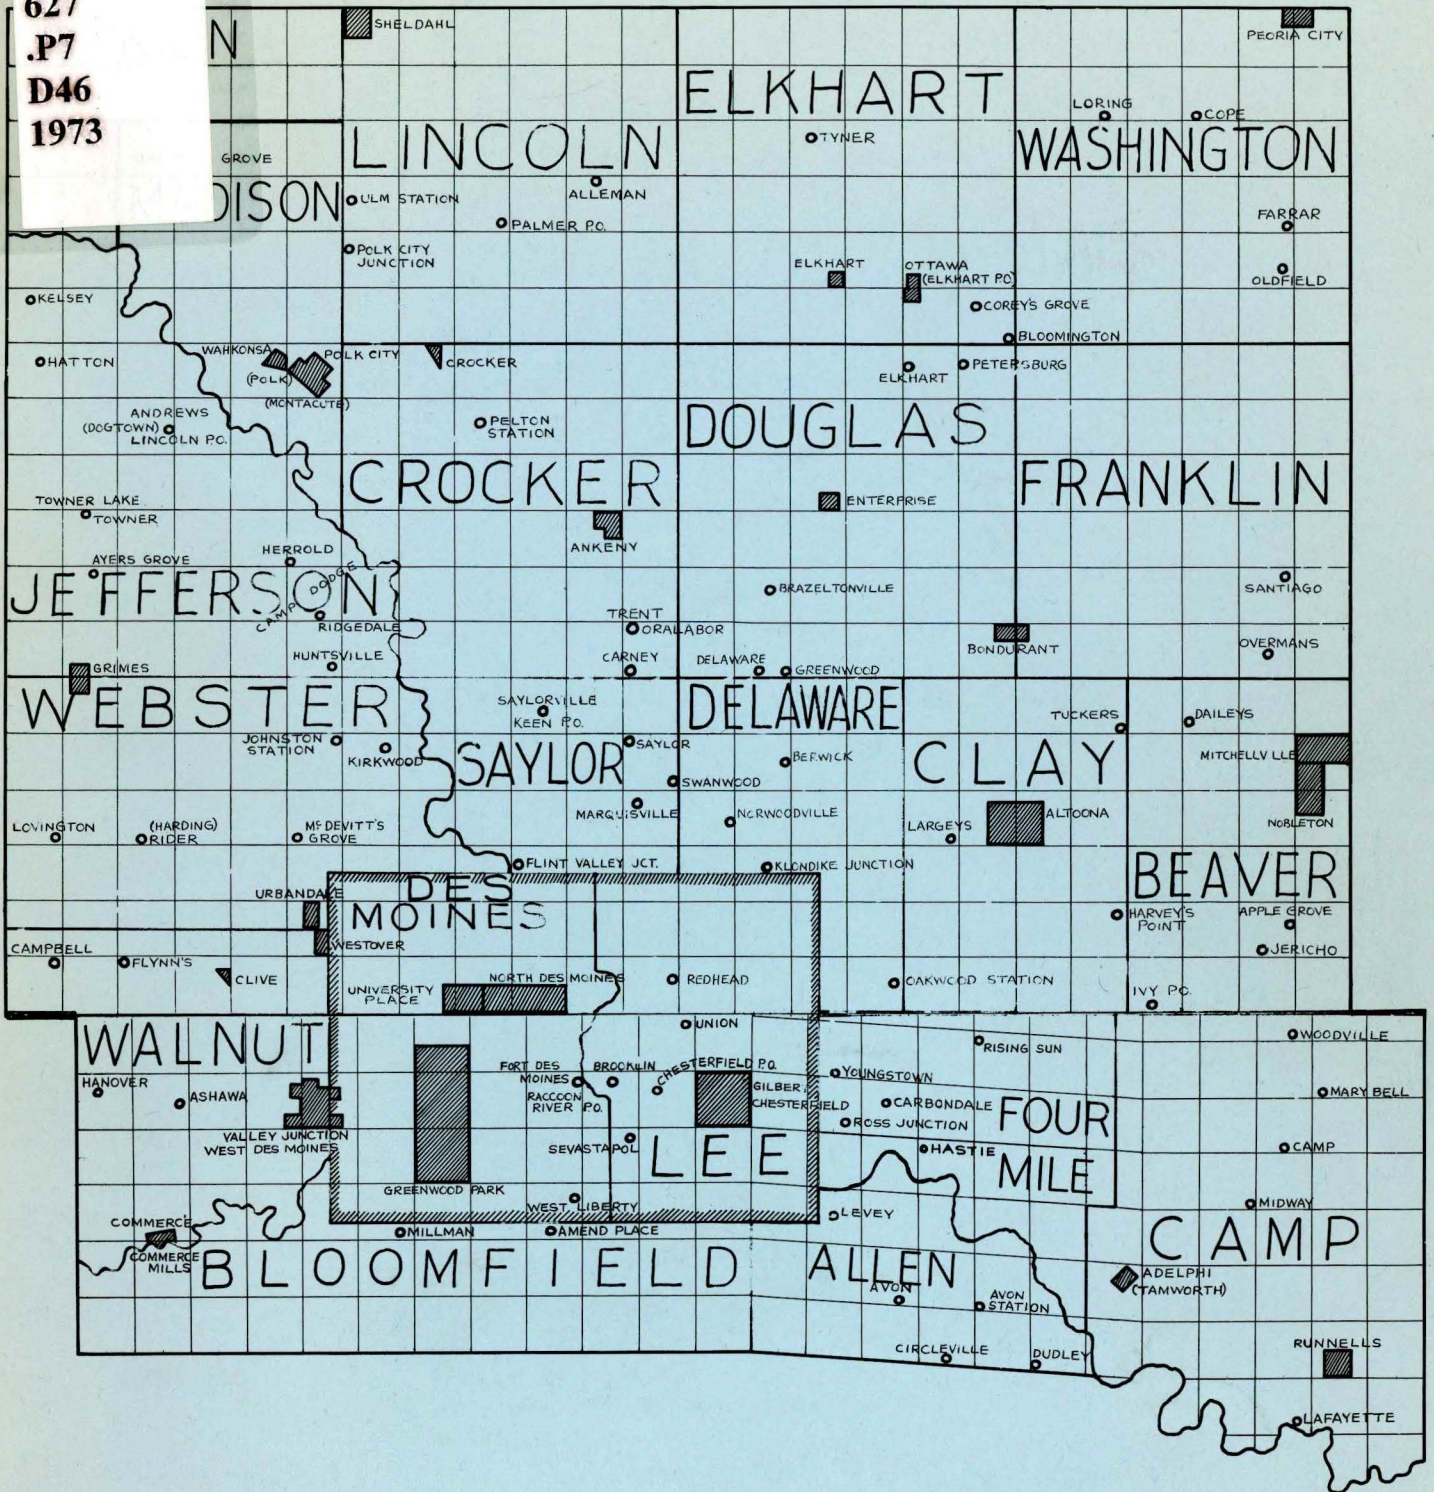 627
.P7
D46
1973
N
SHELDAHL
PEORIA CITY
ELKHART
LORING
COPE
TYNER
WASHINGTON
LINCOLN
GROVE
DISON
ULM STATION
ALLEMAN
PALMER P.O.
FARRAR
POLK CITY
JUNCTION
ELKHART
OTTAWA
(ELKHART PO)
OLDFIELD
KELSEY
COREY'S GROVE
BLOOMINGTON
HATTON
WAHKONSA
(POLK)
POLK CITY
(MONTACUTE)
CROCKER
ELKHART
PETERSBURG
ANDREWS
(DOGTOWN)
LINCOLN P.O.
PELTON
STATION
DOUGLAS
CROCKER
FRANKLIN
TOWNER LAKE
TOWNER
ENTERPRISE
ANKENY
AYERS GROVE
HERROLD
JEFFERSON
CAMP DODGE
RIDGEDALE
BRAZELTONVILLE
SANTIAGO
TRENT
ORALABOR
BONDURANT
OVERMANS
GRIMES
HUNTSVILLE
CARNEY
DELAWARE
GREENWOOD
WEBSTER
SAYLORVILLE
KEEN P.O.
DELAWARE
TUCKERS
DAILEYS
JOHNSTON
STATION
KIRKWOOD
SAYLOR
SAYLOR
BERWICK
CLAY
MITCHELLVILLE
SWANWOOD
MARQUISVILLE
NORWOODVILLE
LARGEYS
ALTOONA
NOBLETON
LOVINGTON
(HARDING)
RIDER
McDEVITT'S
GROVE
FLINT VALLEY JCT.
KLONDIKE JUNCTION
BEAVER
URBANDALE
DES
MOINES
HARVEY'S
POINT
APPLE GROVE
WESTOVER
CAMPBELL
FLYNN'S
CLIVE
JERICHO
UNIVERSITY
PLACE
NORTH DES MOINES
REDHEAD
OAKWOOD STATION
IVY P.O.
WALNUT
UNION
RISING SUN
WOODVILLE
HANOVER
ASHAWA
FORT DES
MOINES
RACCOON
RIVER P.O.
BROOKLIN
CHESTERFIELD P.O.
GILBERT
CHESTERFIELD
YOUNGSTOWN
CARBONDALE
MARY BELL
FOUR
MILE
ROSS JUNCTION
VALLEY JUNCTION
WEST DES MOINES
SEVASTAPOL
LEE
HASTIE
CAMP
GREENWOOD PARK
WEST LIBERTY
LEVEY
MIDWAY
COMMERCE
COMMERCE
MILLS
MILLMAN
AMEND PLACE
CAMP
BLOOMFIELD
ALLEN
ADELPHI
(TAMWORTH)
AVON
AVON
STATION
CIRCLEVILLE
DUDLEY
RUNNELLS
LAFAYETTE